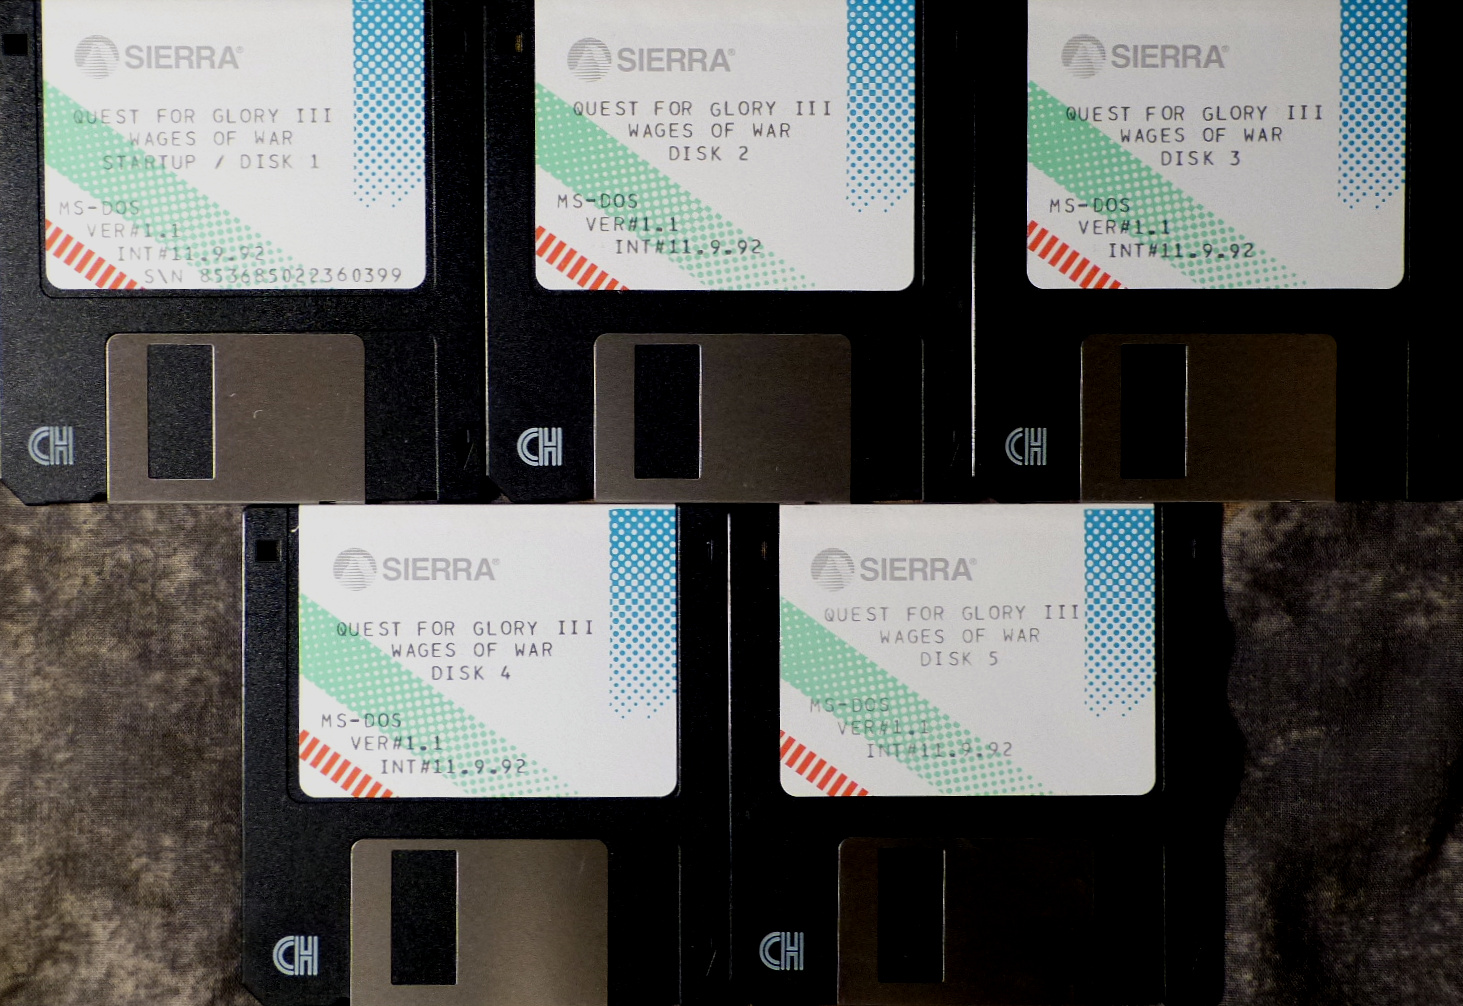 SIERRA®
QUEST FOR GLORY III
WAGES OF WAR
STARTUP / DISK 1
MS-DOS
VER#1.1
INT#11.9.92
S\N 853685022360399
CH
SIERRA®
QUEST FOR GLORY III
WAGES OF WAR
DISK 2
MS-DOS
VER#1.1
INT#11.9.92
CH
SIERRA®
QUEST FOR GLORY III
WAGES OF WAR
DISK 3
MS-DOS
VER#1.1
INT#11.9.92
CH
SIERRA®
QUEST FOR GLORY III
WAGES OF WAR
DISK 4
MS-DOS
VER#1.1
INT#11.9.92
CH
SIERRA®
QUEST FOR GLORY III
WAGES OF WAR
DISK 5
MS-DOS
VER#1.1
INT#11.9.92
CH